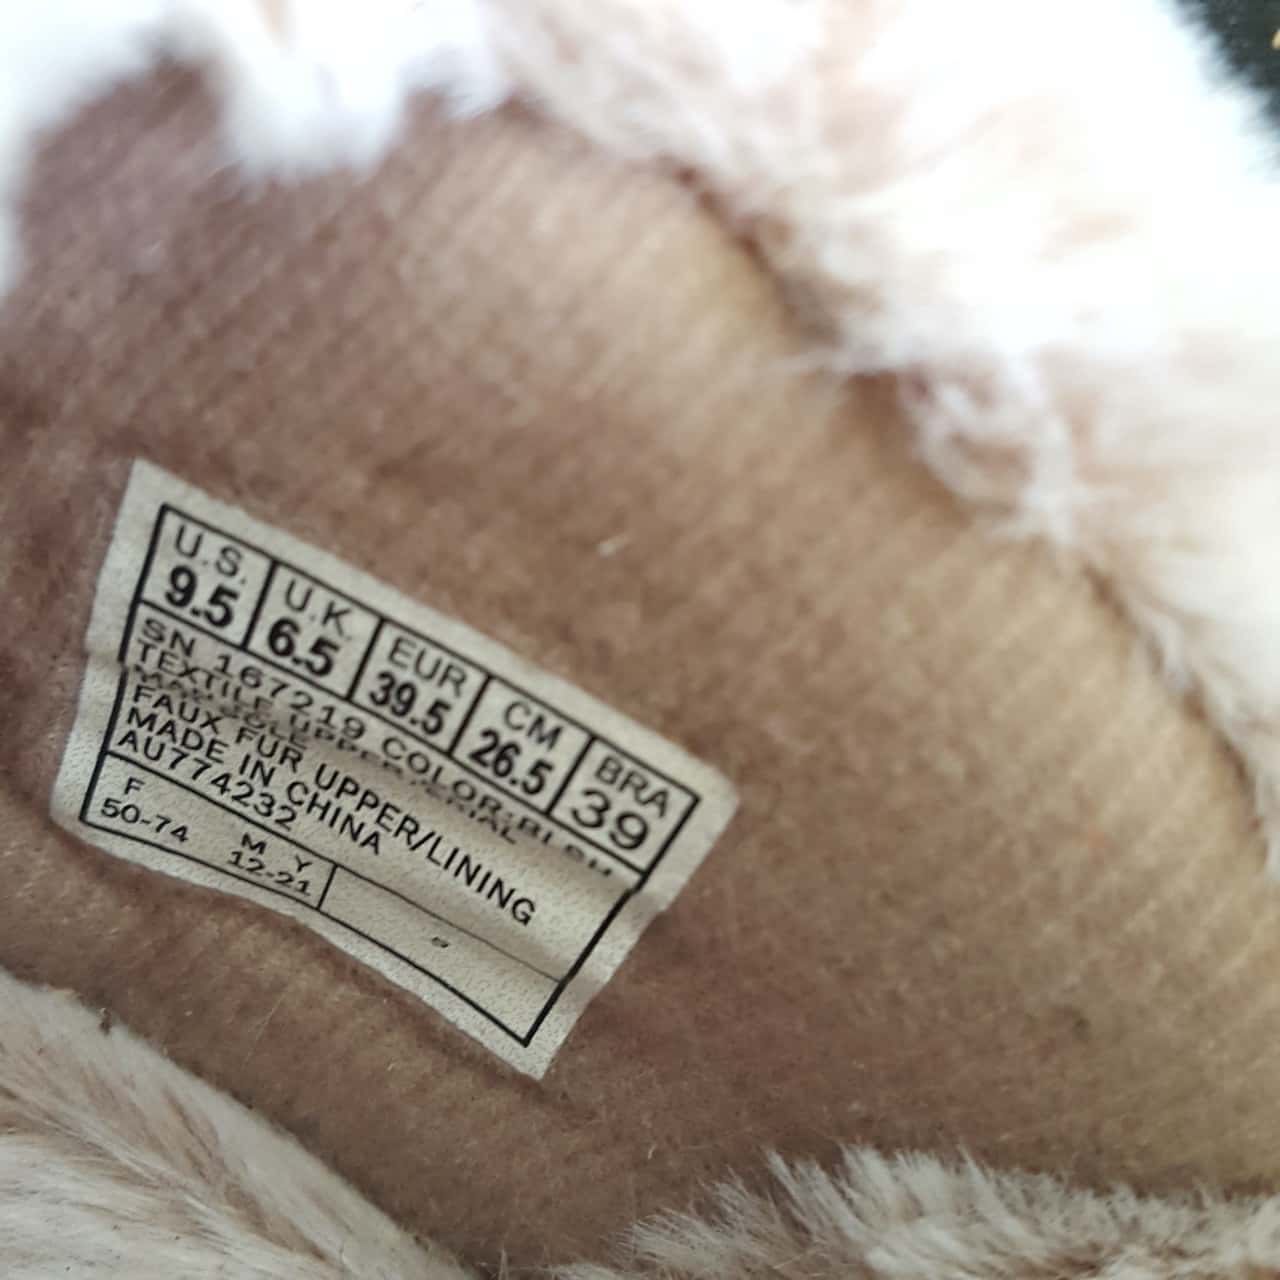 U.S. U.K. EUR CM BRA
9.5 6.5 39.5 26.5 39
SN 167219 COLOR:BLSH
TEXTILE UPPER
FAUX FUR UPPER/LINING
MADE IN CHINA
AU774232
F M Y
50-74 12-21